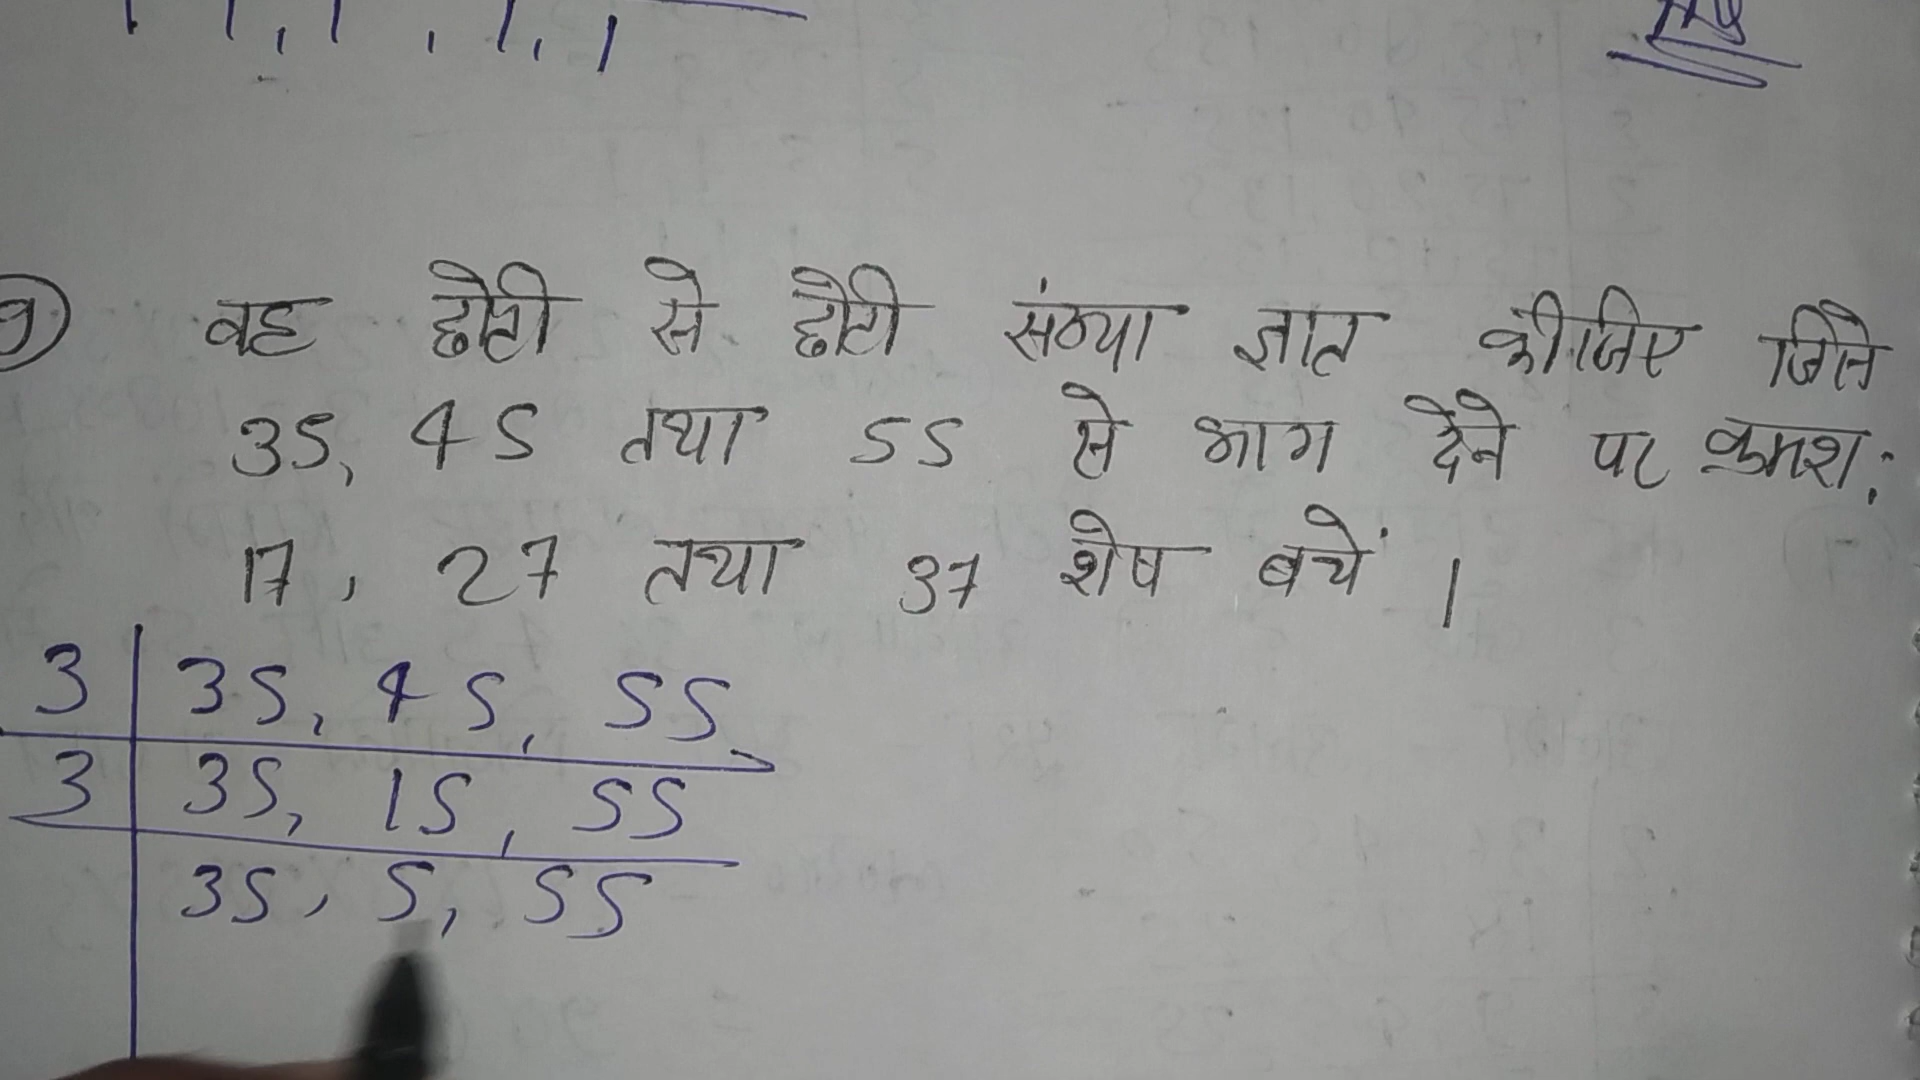 वह छोटी से छोटी संख्या ज्ञात कीजिए जिसे
35, 45 तथा 55 से भाग देने पर क्रमश:
17, 27 तथा 37 शेष बचें ।
3 | 35, 45, 55
3 | 35, 15, 55
35, 5, 55